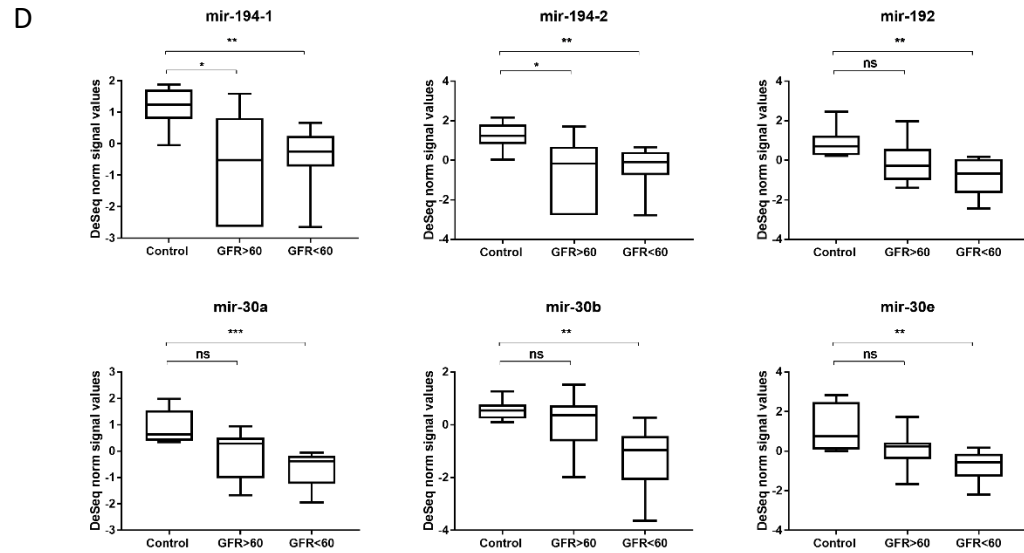 D
mir-194-1
**
*
DeSeq norm signal values
2
1
0
-1
-2
-3
Control GFR>60 GFR<60
mir-194-2
**
*
DeSeq norm signal values
4
2
0
-2
-4
Control GFR>60 GFR<60
mir-192
**
ns
DeSeq norm signal values
4
2
0
-2
-4
Control GFR>60 GFR<60
mir-30a
***
ns
DeSeq norm signal values
3
2
1
0
-1
-2
-3
Control GFR>60 GFR<60
mir-30b
**
ns
DeSeq norm signal values
2
0
-2
-4
Control GFR>60 GFR<60
mir-30e
**
ns
DeSeq norm signal values
4
2
0
-2
-4
Control GFR>60 GFR<60